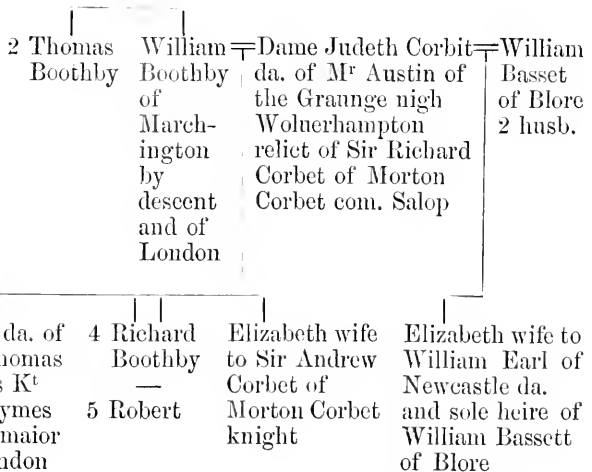 2 Thomas
Boothby
William
Boothby
of
March-
ington
by
descent
and of
London
Dame Judeth Corbit
da. of Mr Austin of
the Graunge nigh
Woluerhampton
relict of Sir Richard
Corbet of Morton
Corbet com. Salop
William
Basset
of Blore
2 husb.
da. of
homas
s Kt
ymes
maior
ndon
4 Richard
Boothby
—
5 Robert
Elizabeth wife
to Sir Andrew
Corbet of
Morton Corbet
knight
Elizabeth wife to
William Earl of
Newcastle da.
and sole heire of
William Bassett
of Blore